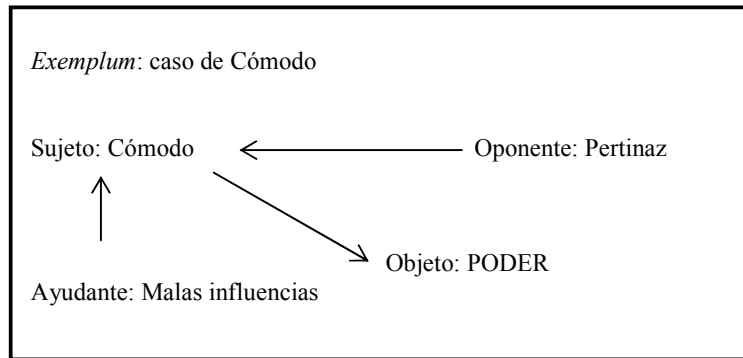 Exemplum: caso de Cómodo
Sujeto: Cómodo Oponente: Pertinaz
Objeto: PODER
Ayudante: Malas influencias